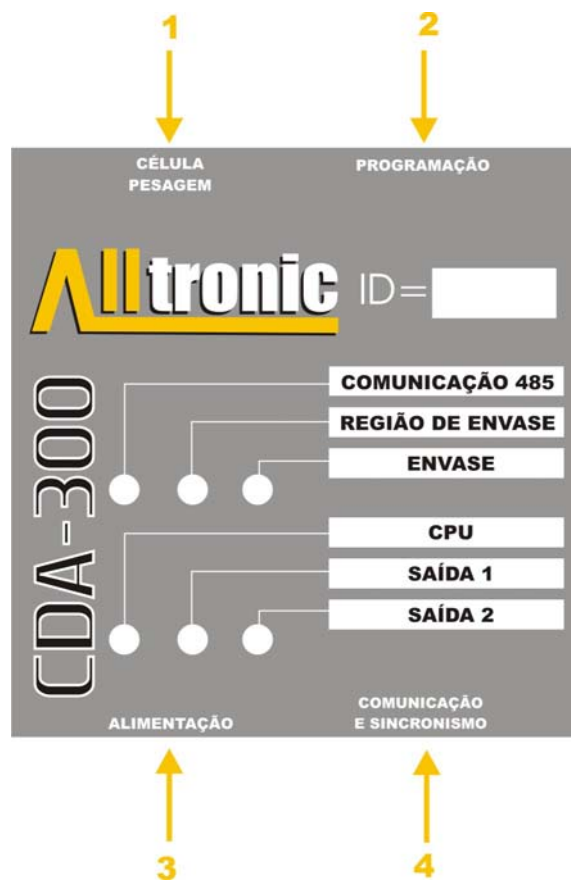 1 2
CÉLULA
PESAGEM
PROGRAMAÇÃO
Alltronic
ID=
CDA-300
COMUNICAÇÃO 485
REGIÃO DE ENVASE
ENVASE
CPU
SAÍDA 1
SAÍDA 2
ALIMENTAÇÃO
COMUNICAÇÃO
E SINCRONISMO
3 4